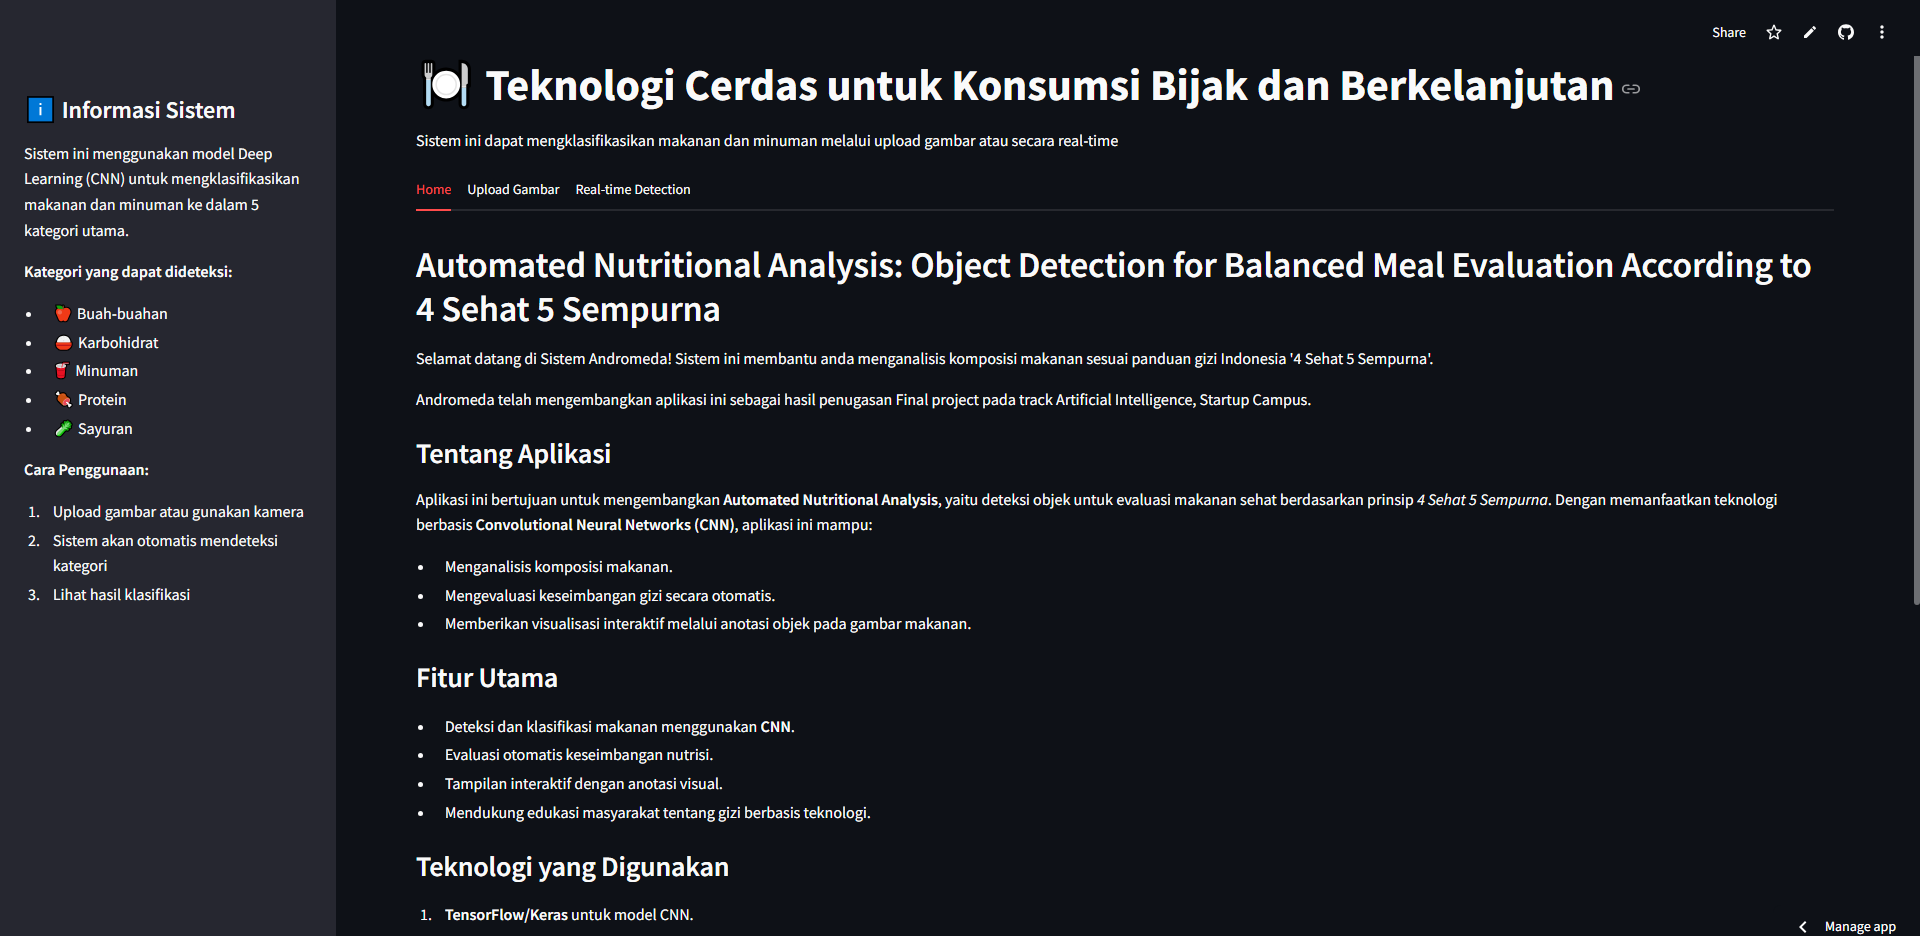 Share
Informasi Sistem
Sistem ini menggunakan model Deep
Learning (CNN) untuk mengklasifikasikan
makanan dan minuman ke dalam 5
kategori utama.
Kategori yang dapat dideteksi:
• Buah-buahan
• Karbohidrat
• Minuman
• Protein
• Sayuran
Cara Penggunaan:
1. Upload gambar atau gunakan kamera
2. Sistem akan otomatis mendeteksi
kategori
3. Lihat hasil klasifikasi
Teknologi Cerdas untuk Konsumsi Bijak dan Berkelanjutan
Sistem ini dapat mengklasifikasikan makanan dan minuman melalui upload gambar atau secara real-time
Home Upload Gambar Real-time Detection
Automated Nutritional Analysis: Object Detection for Balanced Meal Evaluation According to
4 Sehat 5 Sempurna
Selamat datang di Sistem Andromeda! Sistem ini membantu anda menganalisis komposisi makanan sesuai panduan gizi Indonesia '4 Sehat 5 Sempurna'.
Andromeda telah mengembangkan aplikasi ini sebagai hasil penugasan Final project pada track Artificial Intelligence, Startup Campus.
Tentang Aplikasi
Aplikasi ini bertujuan untuk mengembangkan Automated Nutritional Analysis, yaitu deteksi objek untuk evaluasi makanan sehat berdasarkan prinsip 4 Sehat 5 Sempurna. Dengan memanfaatkan teknologi
berbasis Convolutional Neural Networks (CNN), aplikasi ini mampu:
• Menganalisis komposisi makanan.
• Mengevaluasi keseimbangan gizi secara otomatis.
• Memberikan visualisasi interaktif melalui anotasi objek pada gambar makanan.
Fitur Utama
• Deteksi dan klasifikasi makanan menggunakan CNN.
• Evaluasi otomatis keseimbangan nutrisi.
• Tampilan interaktif dengan anotasi visual.
• Mendukung edukasi masyarakat tentang gizi berbasis teknologi.
Teknologi yang Digunakan
1. TensorFlow/Keras untuk model CNN.
Manage app